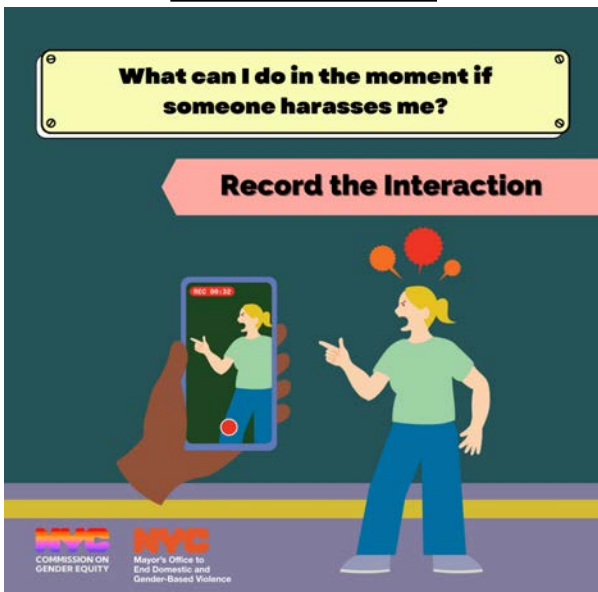 What can I do in the moment if
someone harasses me?
Record the Interaction
REC 00:32
NYC
COMMISSION ON
GENDER EQUITY
NYC
Mayor's Office to
End Domestic and
Gender-Based Violence